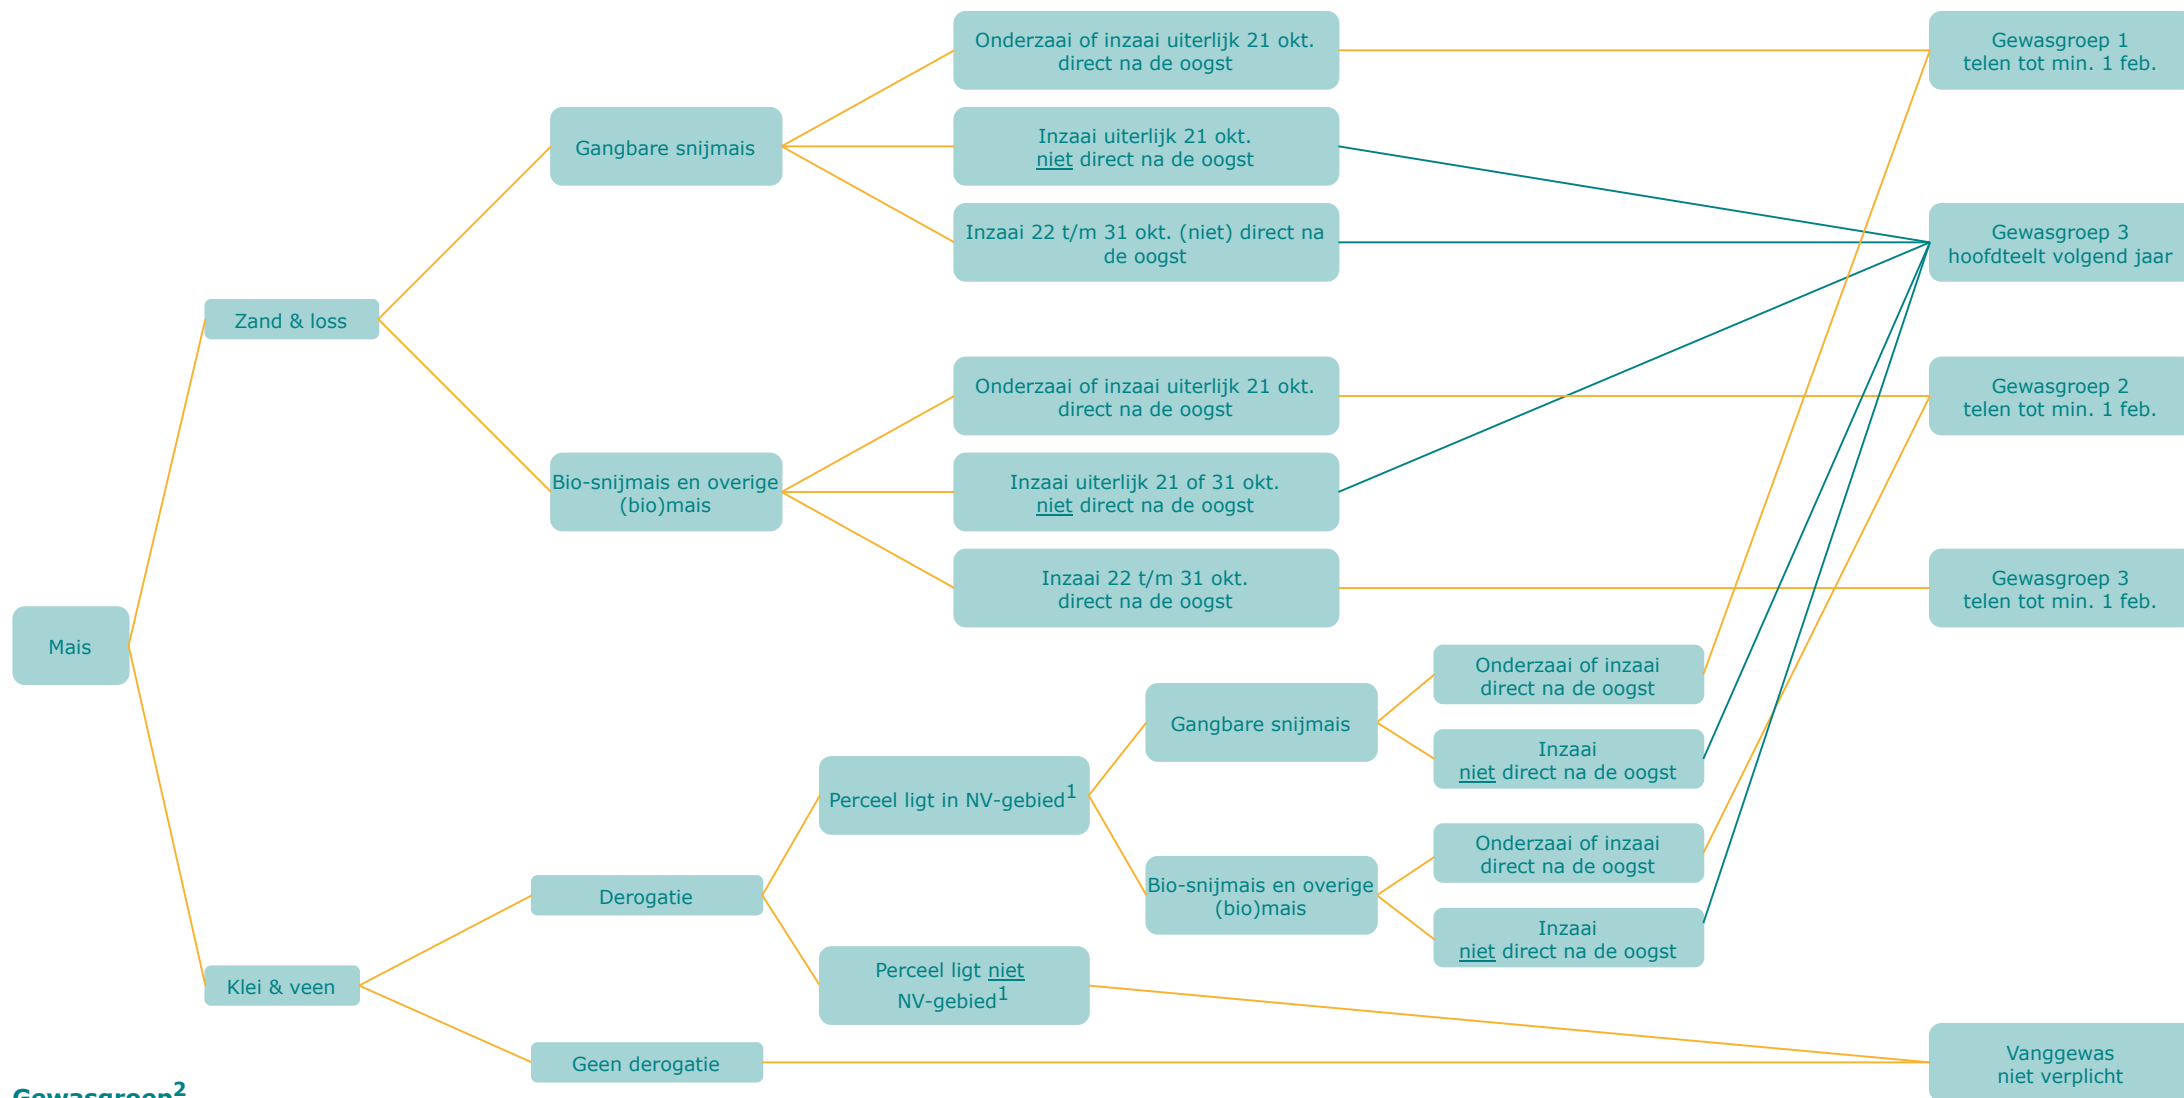 Onderzaai of inzaai uiterlijk 21 okt.
direct na de oogst
Gewasgroep 1
telen tot min. 1 feb.
Gangbare snijmais
Inzaai uiterlijk 21 okt.
niet direct na de oogst
Inzaai 22 t/m 31 okt. (niet) direct na
de oogst
Gewasgroep 3
hoofdteelt volgend jaar
Zand & loss
Onderzaai of inzaai uiterlijk 21 okt.
direct na de oogst
Gewasgroep 2
telen tot min. 1 feb.
Bio-snijmais en overige
(bio)mais
Inzaai uiterlijk 21 of 31 okt.
niet direct na de oogst
Inzaai 22 t/m 31 okt.
direct na de oogst
Gewasgroep 3
telen tot min. 1 feb.
Mais
Onderzaai of inzaai
direct na de oogst
Gangbare snijmais
Inzaai
niet direct na de oogst
Perceel ligt in NV-gebied1
Onderzaai of inzaai
direct na de oogst
Bio-snijmais en overige
(bio)mais
Derogatie
Inzaai
niet direct na de oogst
Perceel ligt niet
NV-gebied1
Klei & veen
Geen derogatie
Vanggewas
niet verplicht
Gewasgroep2